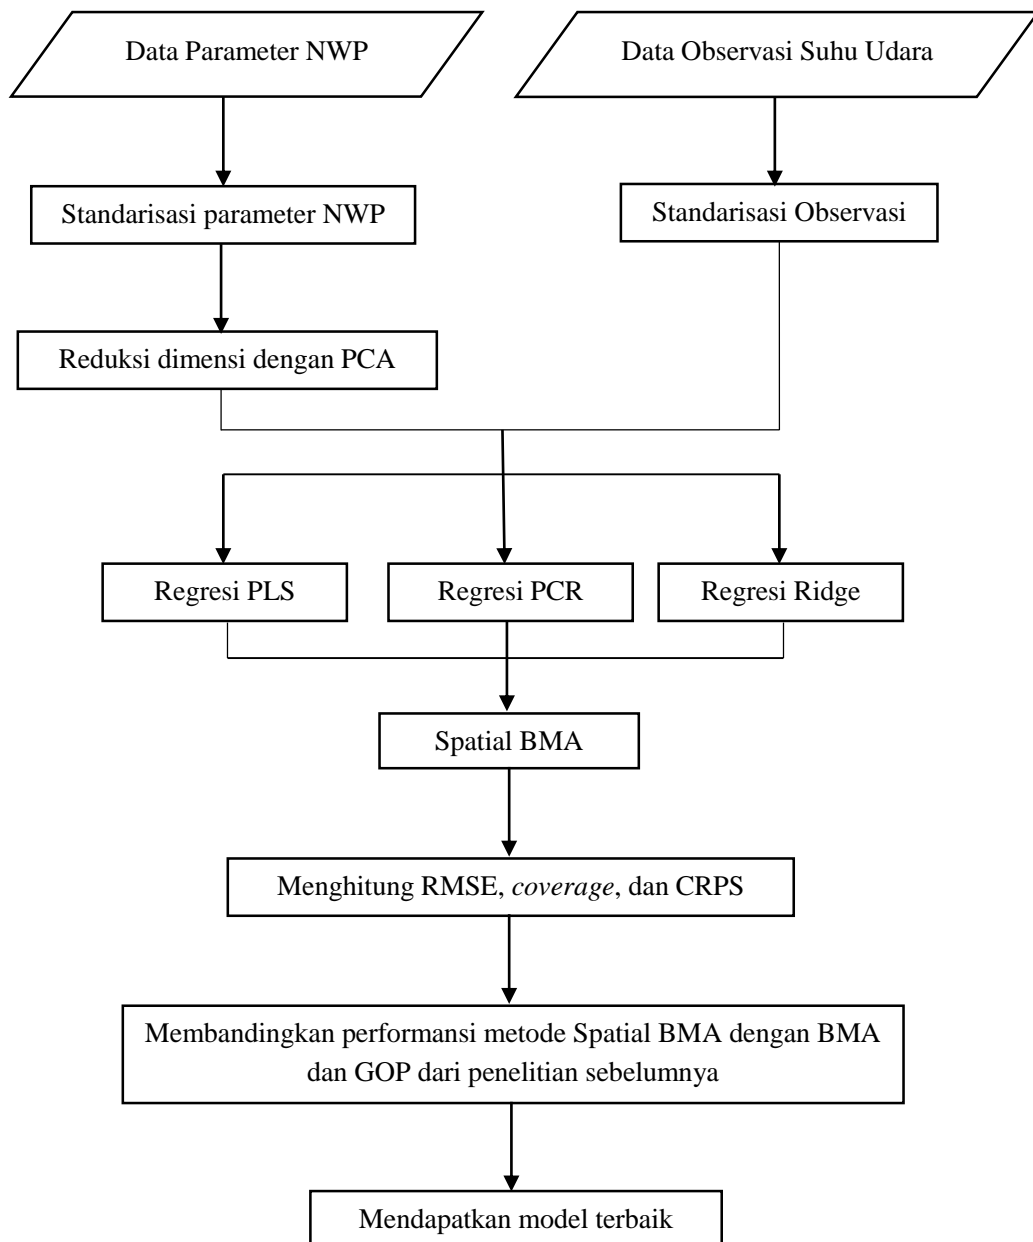 Data Parameter NWP
Data Observasi Suhu Udara
Standarisasi parameter NWP
Standarisasi Observasi
Reduksi dimensi dengan PCA
Regresi PLS
Regresi PCR
Regresi Ridge
Spatial BMA
Menghitung RMSE, coverage, dan CRPS
Membandingkan performansi metode Spatial BMA dengan BMA
dan GOP dari penelitian sebelumnya
Mendapatkan model terbaik